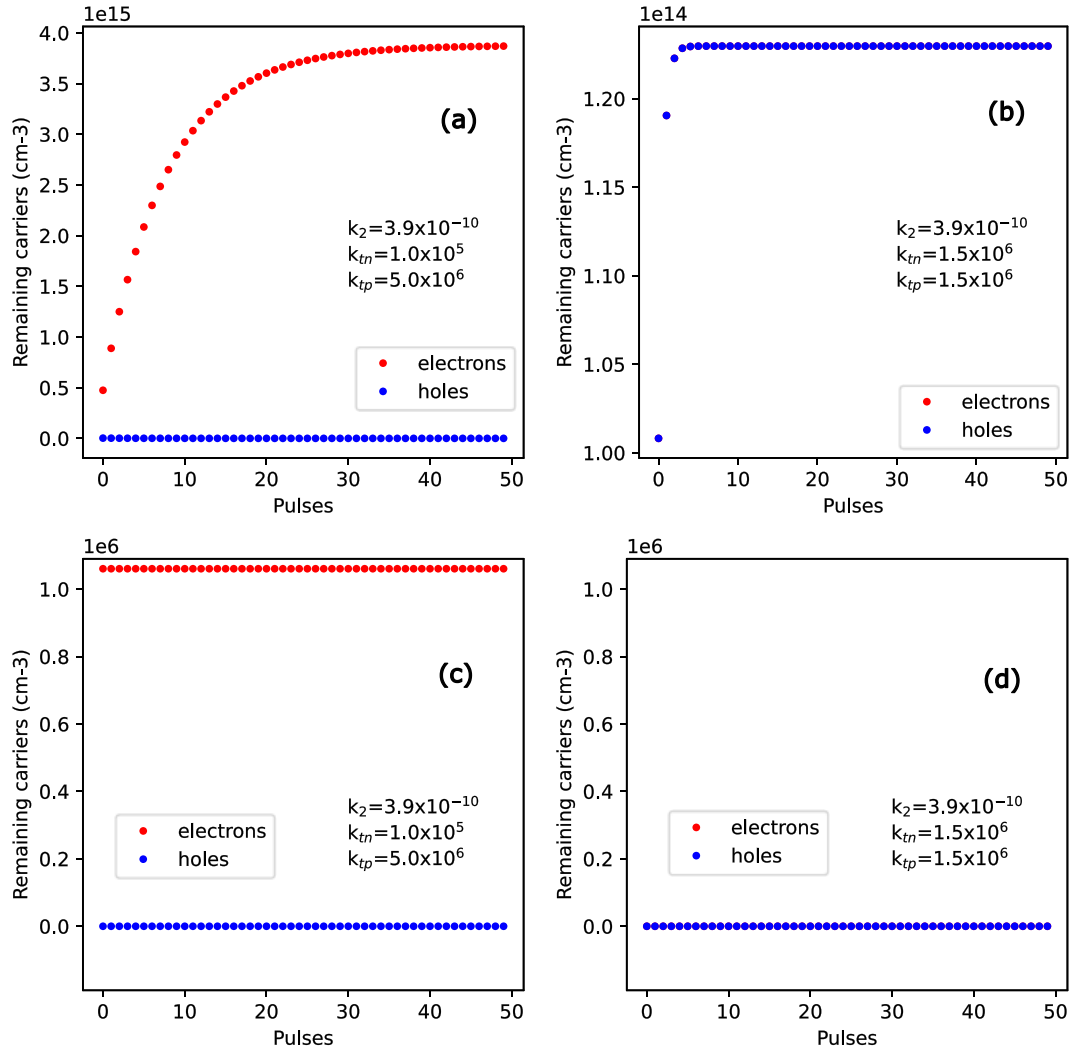 1e15
4.0
3.5
3.0
2.5
2.0
1.5
1.0
0.5
0.0
Remaining carriers (cm-3)
(a)
k2=3.9x10−10
ktn=1.0x105
ktp=5.0x106
electrons
holes
0 10 20 30 40 50
Pulses
1e14
1.20
1.15
1.10
1.05
1.00
Remaining carriers (cm-3)
(b)
k2=3.9x10−10
ktn=1.5x106
ktp=1.5x106
electrons
holes
0 10 20 30 40 50
Pulses
1e6
1.0
0.8
0.6
0.4
0.2
0.0
Remaining carriers (cm-3)
(c)
k2=3.9x10−10
ktn=1.0x105
ktp=5.0x106
electrons
holes
0 10 20 30 40 50
Pulses
1e6
1.0
0.8
0.6
0.4
0.2
0.0
Remaining carriers (cm-3)
(d)
k2=3.9x10−10
ktn=1.5x106
ktp=1.5x106
electrons
holes
0 10 20 30 40 50
Pulses